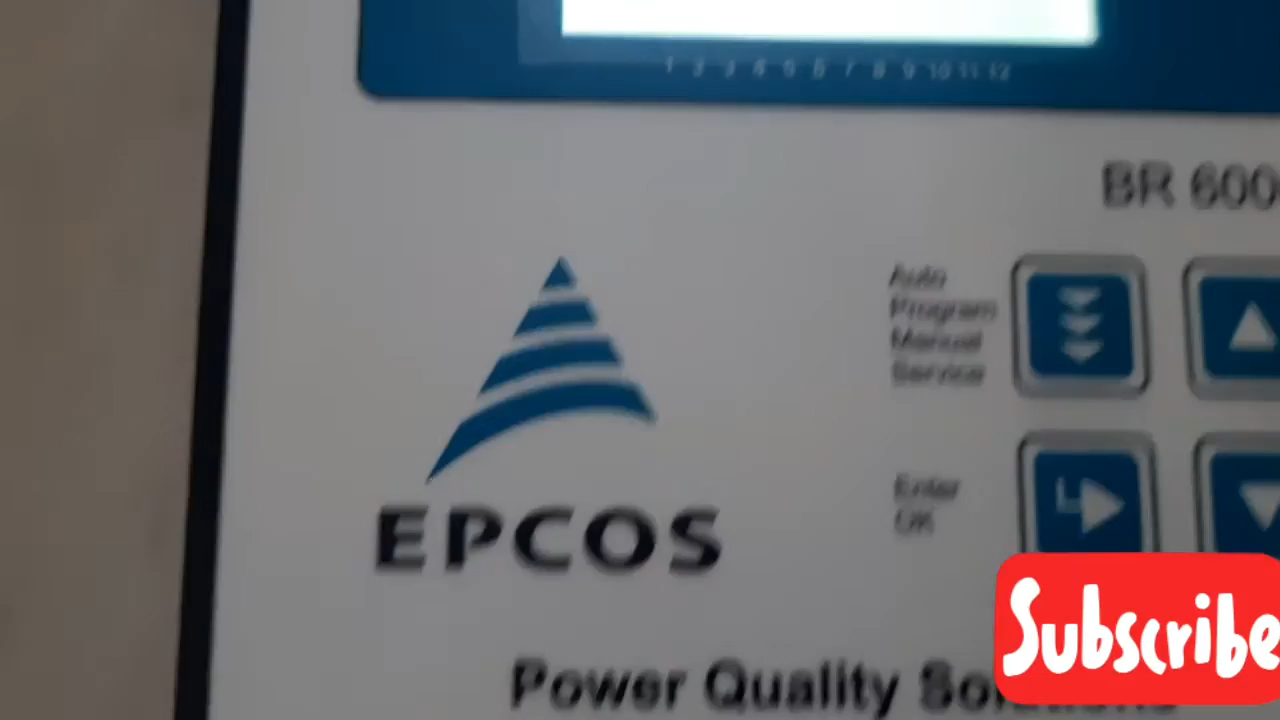 1 2 3 4 5 6 7 8 9 10 11 12
BR 600
Auto
Program
Manual
Service
Enter
OK
EPCOS
Subscribe
Power Quality Solutions